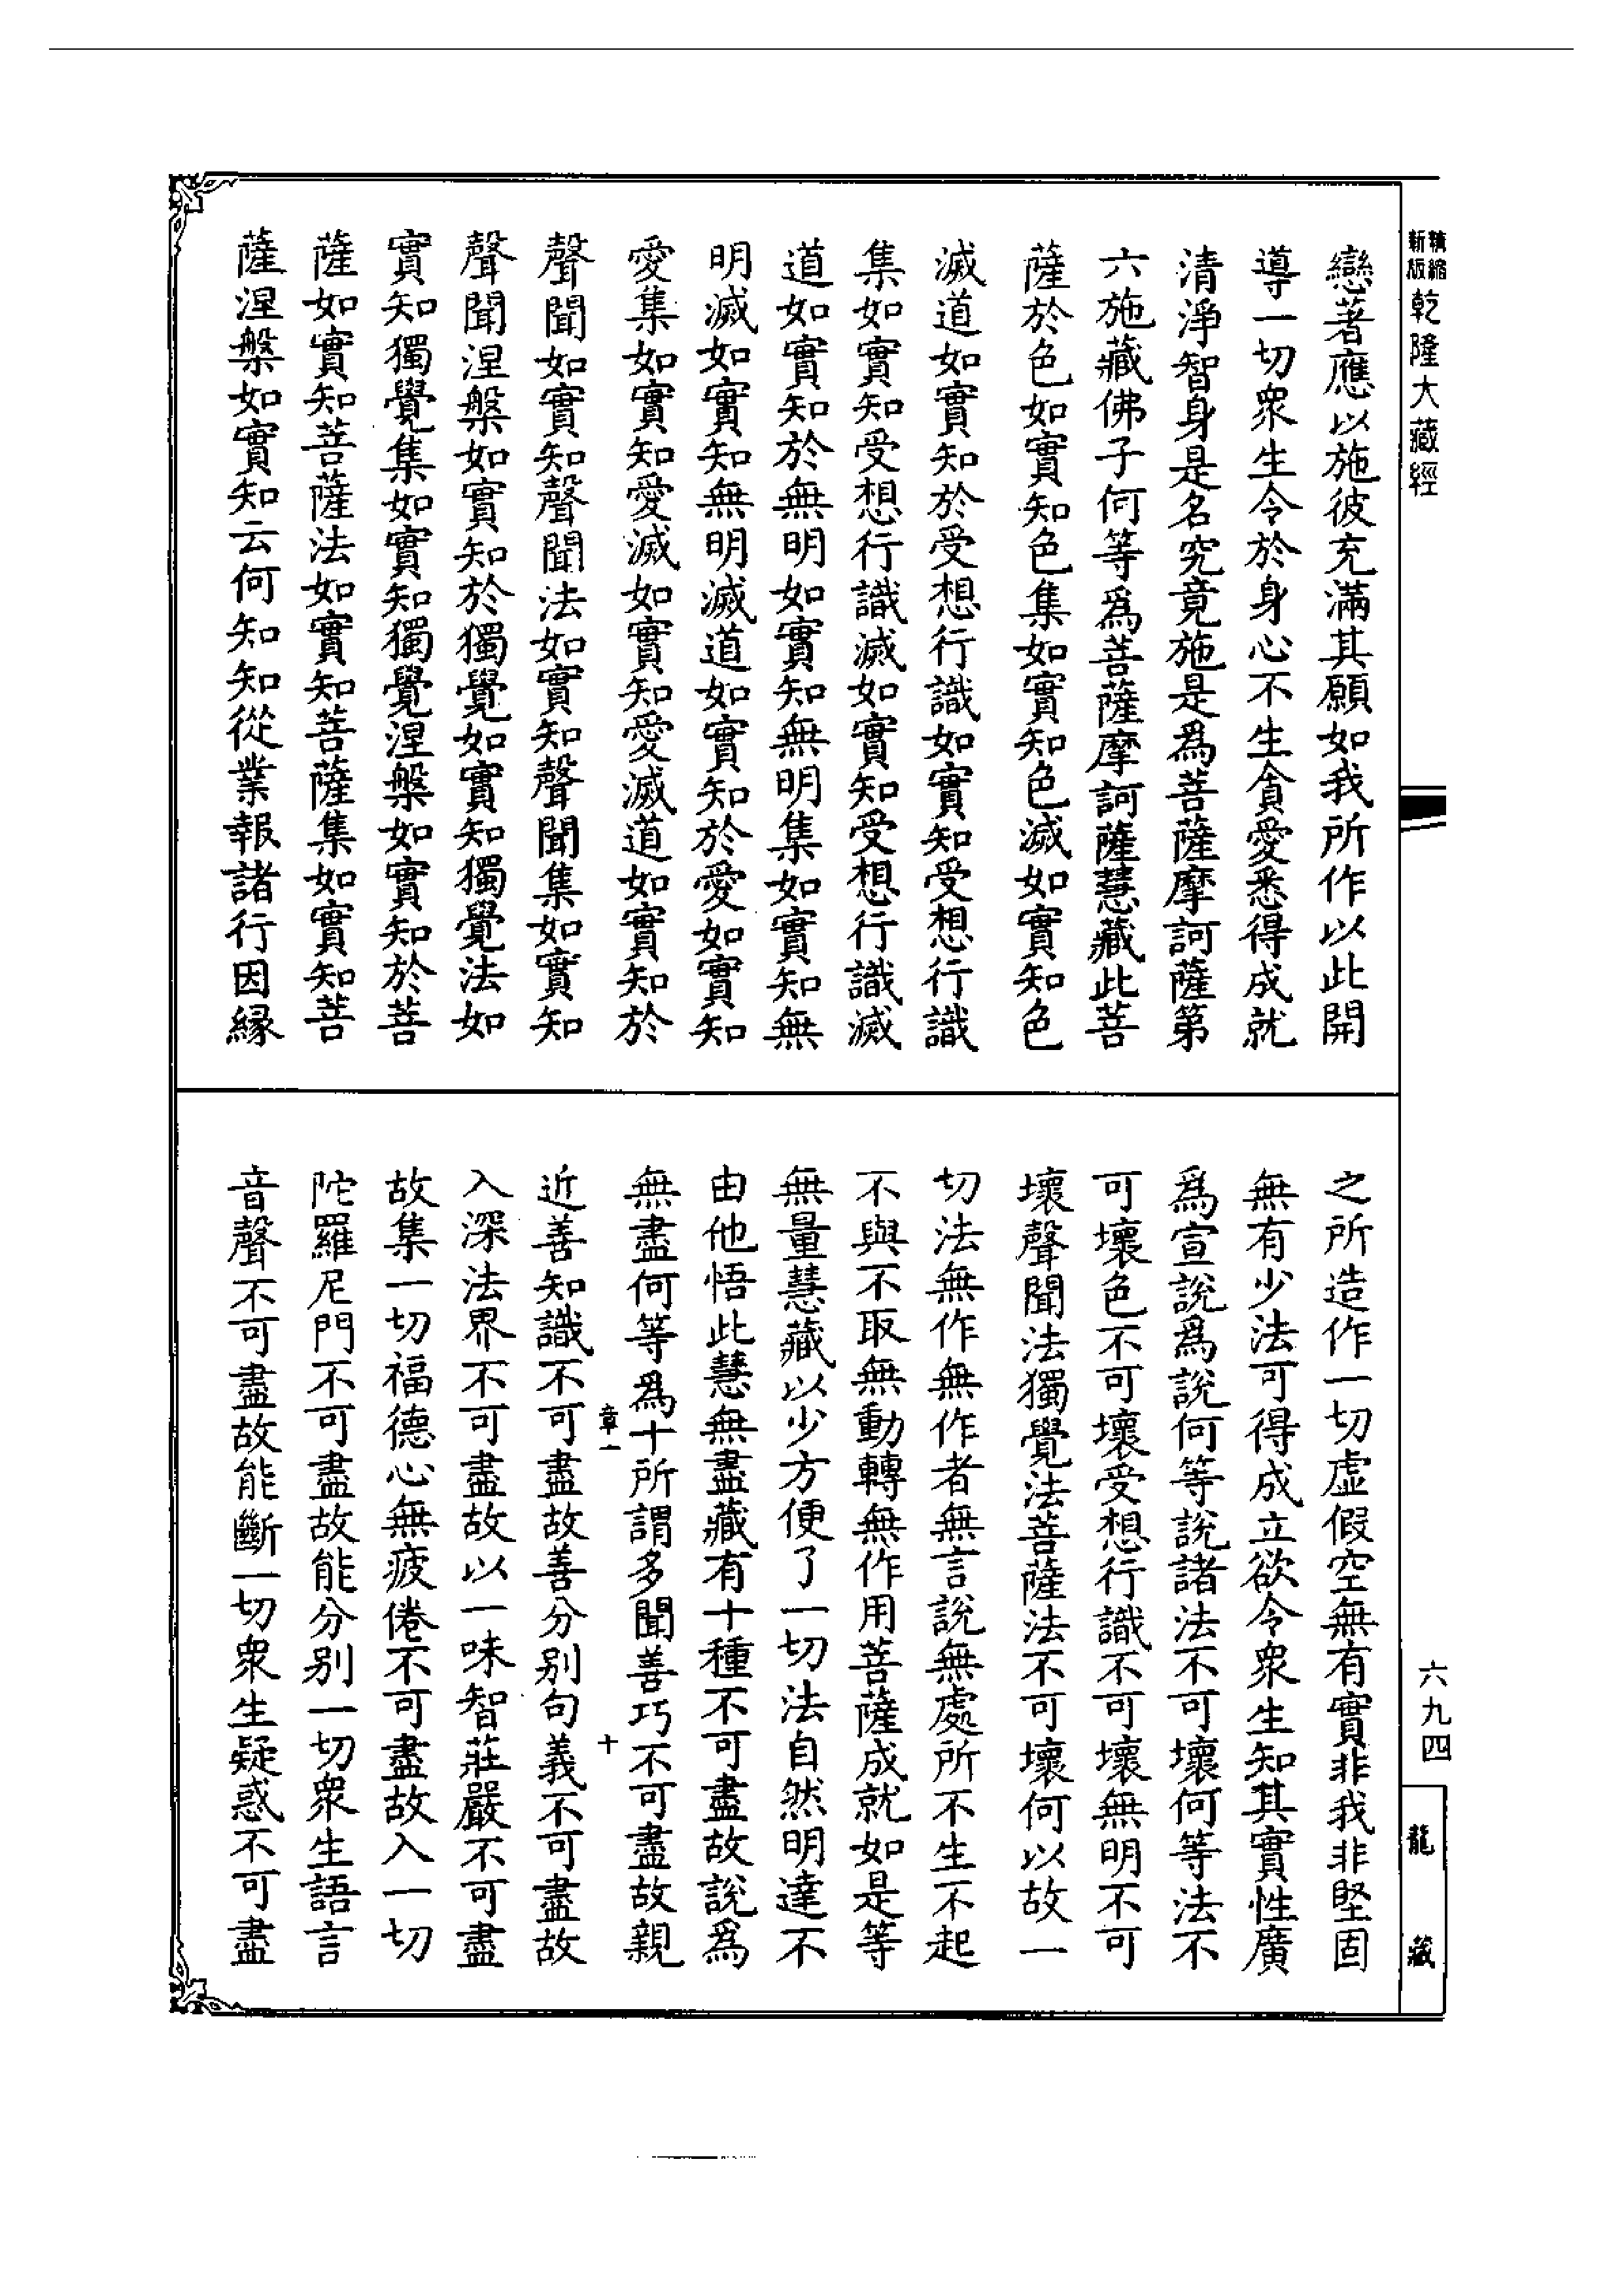 新版精縮乾隆大藏經
戀著應以施彼充滿其願如我所作以此開
導一切衆生令於身心不生貪愛悉得成就
清淨智身是名究竟施是爲菩薩摩訶薩第
六施藏佛子何等爲菩薩摩訶薩慧藏此菩
薩於色如實知色集如實知色滅如實知色
滅道如實知於受想行識如實知受想行識
集如實知受想行識滅如實知受想行識滅
道如實知於無明如實知無明集如實知無
明滅如實知無明滅道如實知於愛如實知
愛集如實知愛滅如實知愛滅道如實知於
聲聞如實知聲聞法如實知聲聞集如實知
聲聞涅槃如實知於獨覺如實知獨覺法如
實知獨覺集如實知獨覺涅槃如實知於菩
薩如實知菩薩法如實知菩薩集如實知菩
薩涅槃如實知云何知知從業報諸行因緣
之所造作一切虛假空無有實非我非堅固
無有少法可得成立欲令衆生知其實性廣
爲宣說爲說何等說諸法不可壞何等法不
可壞色不可壞受想行識不可壞無明不可
壞聲聞法獨覺法菩薩法不可壞何以故一
切法無作無作者無言說無處所不生不起
不與不取無動轉無作用菩薩成就如是等
無量慧藏以少方便了一切法自然明達不
由他悟此慧無盡藏有十種不可盡故說爲
無盡何等爲十所謂多聞善巧不可盡故親
章一 十
近善知識不可盡故善分別句義不可盡故
入深法界不可盡故以一味智莊嚴不可盡
故集一切福德心無疲倦不可盡故入一切
陀羅尼門不可盡故能分別一切衆生語言
音聲不可盡故能斷一切衆生疑惑不可盡
六九四
龍藏